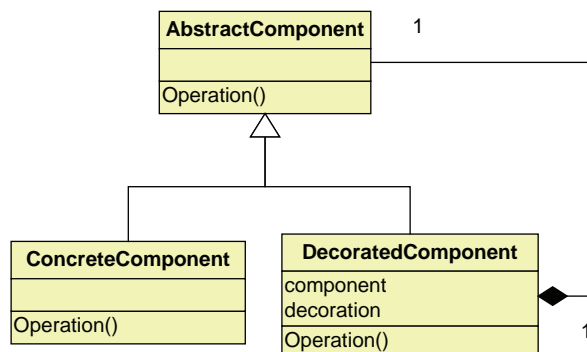 AbstractComponent
1
Operation()
ConcreteComponent
Operation()
DecoratedComponent
component
decoration
Operation()
1